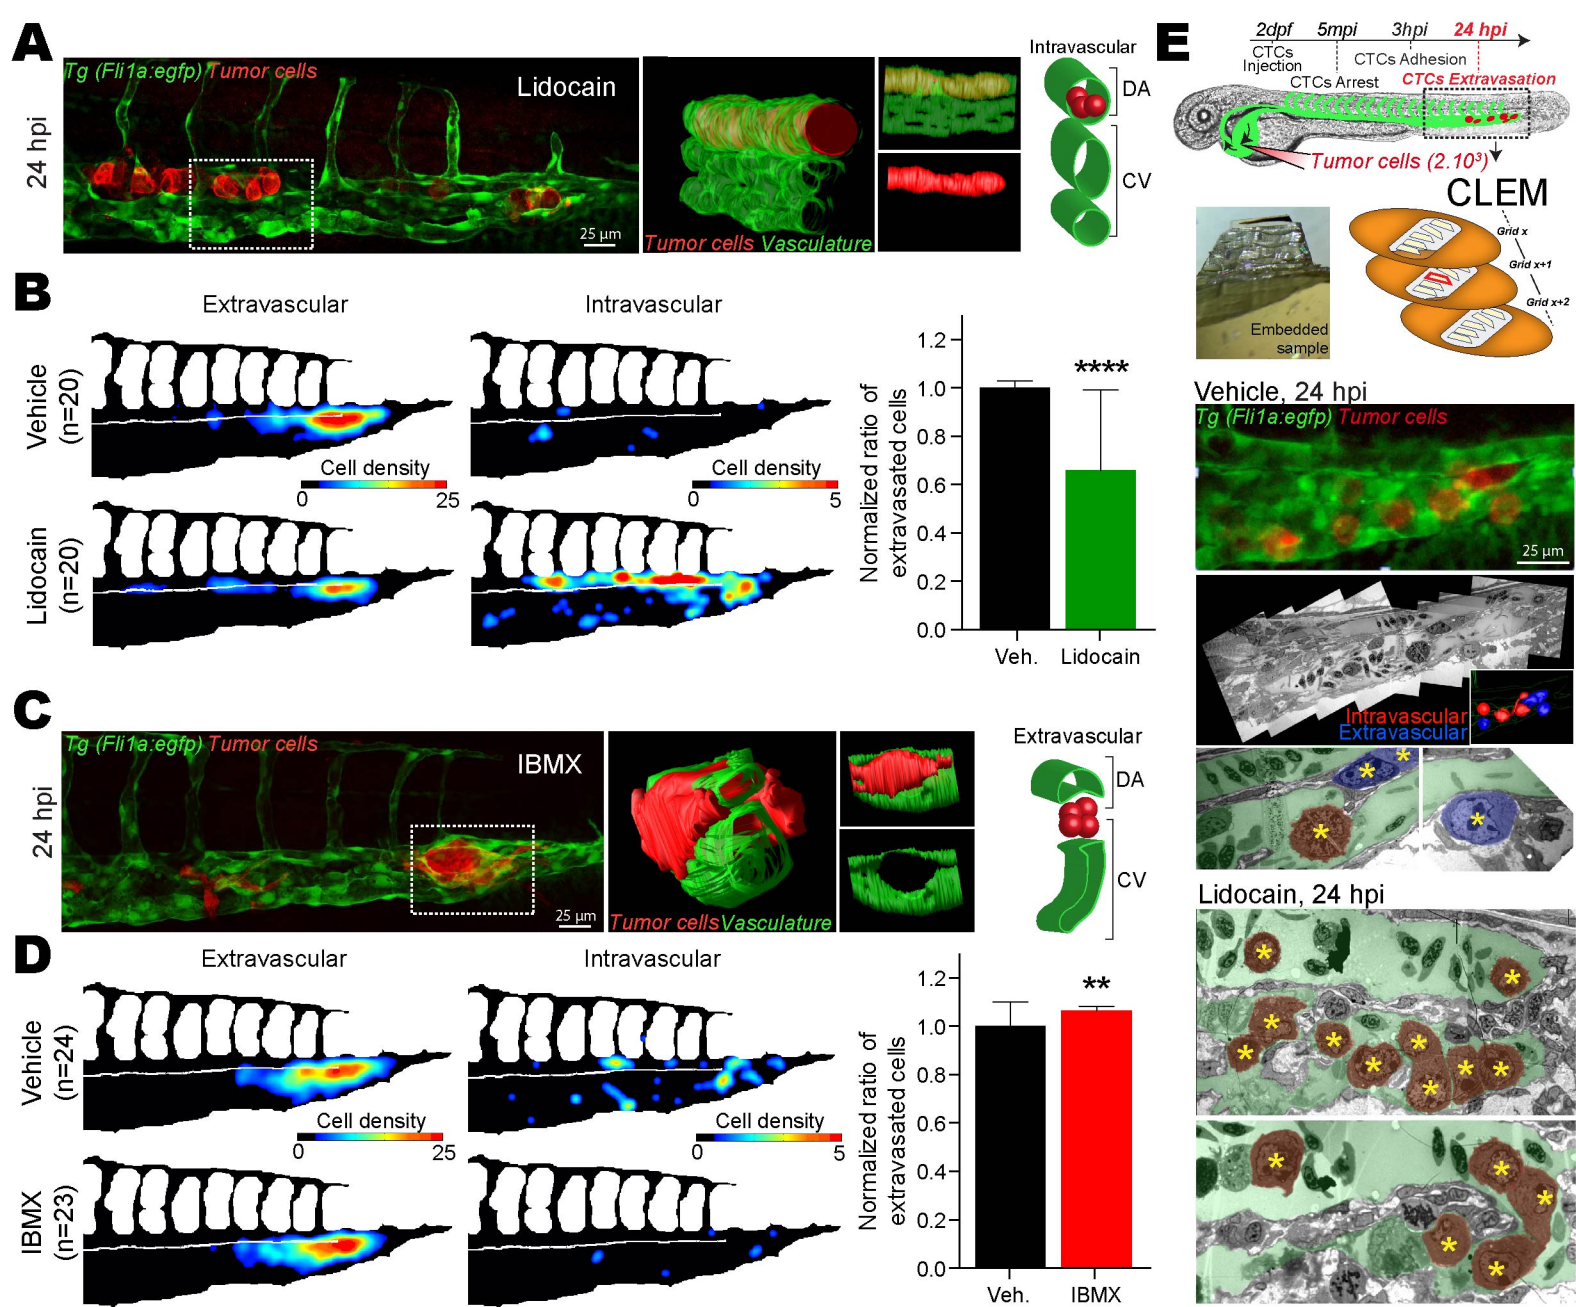 A
Tg (Fli1a:egfp) Tumor cells
Lidocain
24 hpi
25 µm
Tumor cells Vasculature
Intravascular
DA
CV
B
Extravascular
Intravascular
Vehicle
(n=20)
Cell density
0 25
Cell density
0 5
Lidocain
(n=20)
Normalized ratio of
extravasated cells
1.2
1.0
0.8
0.6
0.4
0.2
0.0
****
Veh.
Lidocain
C
Tg (Fli1a:egfp) Tumor cells
IBMX
24 hpi
25 µm
Tumor cells Vasculature
Extravascular
DA
CV
D
Extravascular
Intravascular
Vehicle
(n=24)
Cell density
0 25
Cell density
0 5
IBMX
(n=23)
Normalized ratio of
extravasated cells
1.2
1.0
0.8
0.6
0.4
0.2
0.0
**
Veh.
IBMX
E
2dpf 5mpi 3hpi 24 hpi
CTCs
Injection
CTCs Arrest
CTCs Adhesion
CTCs Extravasation
Tumor cells (2.10³)
CLEM
Grid x
Grid x+1
Grid x+2
Embedded
sample
Vehicle, 24 hpi
Tg (Fli1a:egfp) Tumor cells
25 µm
Intravascular
Extravascular
* * * *
Lidocain, 24 hpi
* * * * * * * * * * *
* * * * *